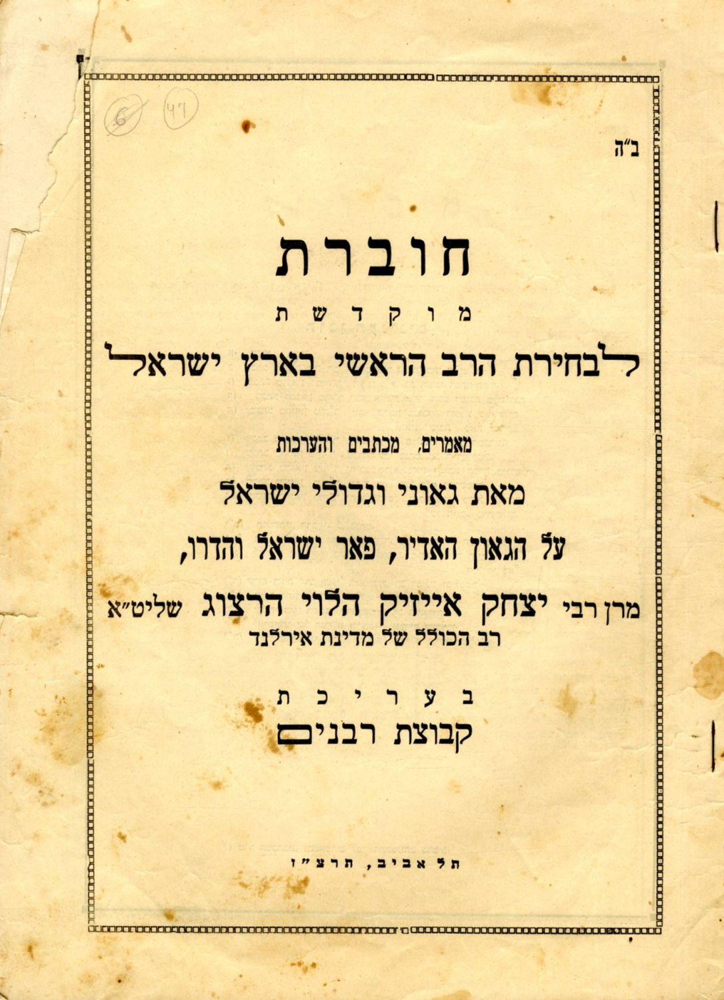 6 47
ב"ה
חוברת
מוקדשת
לבחירת הרב הראשי בארץ ישראל
מאמרים, מכתבים והערכות
מאת גאוני וגדולי ישראל
על הגאון האדיר, פאר ישראל והדרו,
מרן רבי יצחק אייזיק הלוי הרצוג שליט"א
רב הכולל של מדינת אירלנד
בעריכת
קבוצת רבנים
תל אביב, תרצ"ו